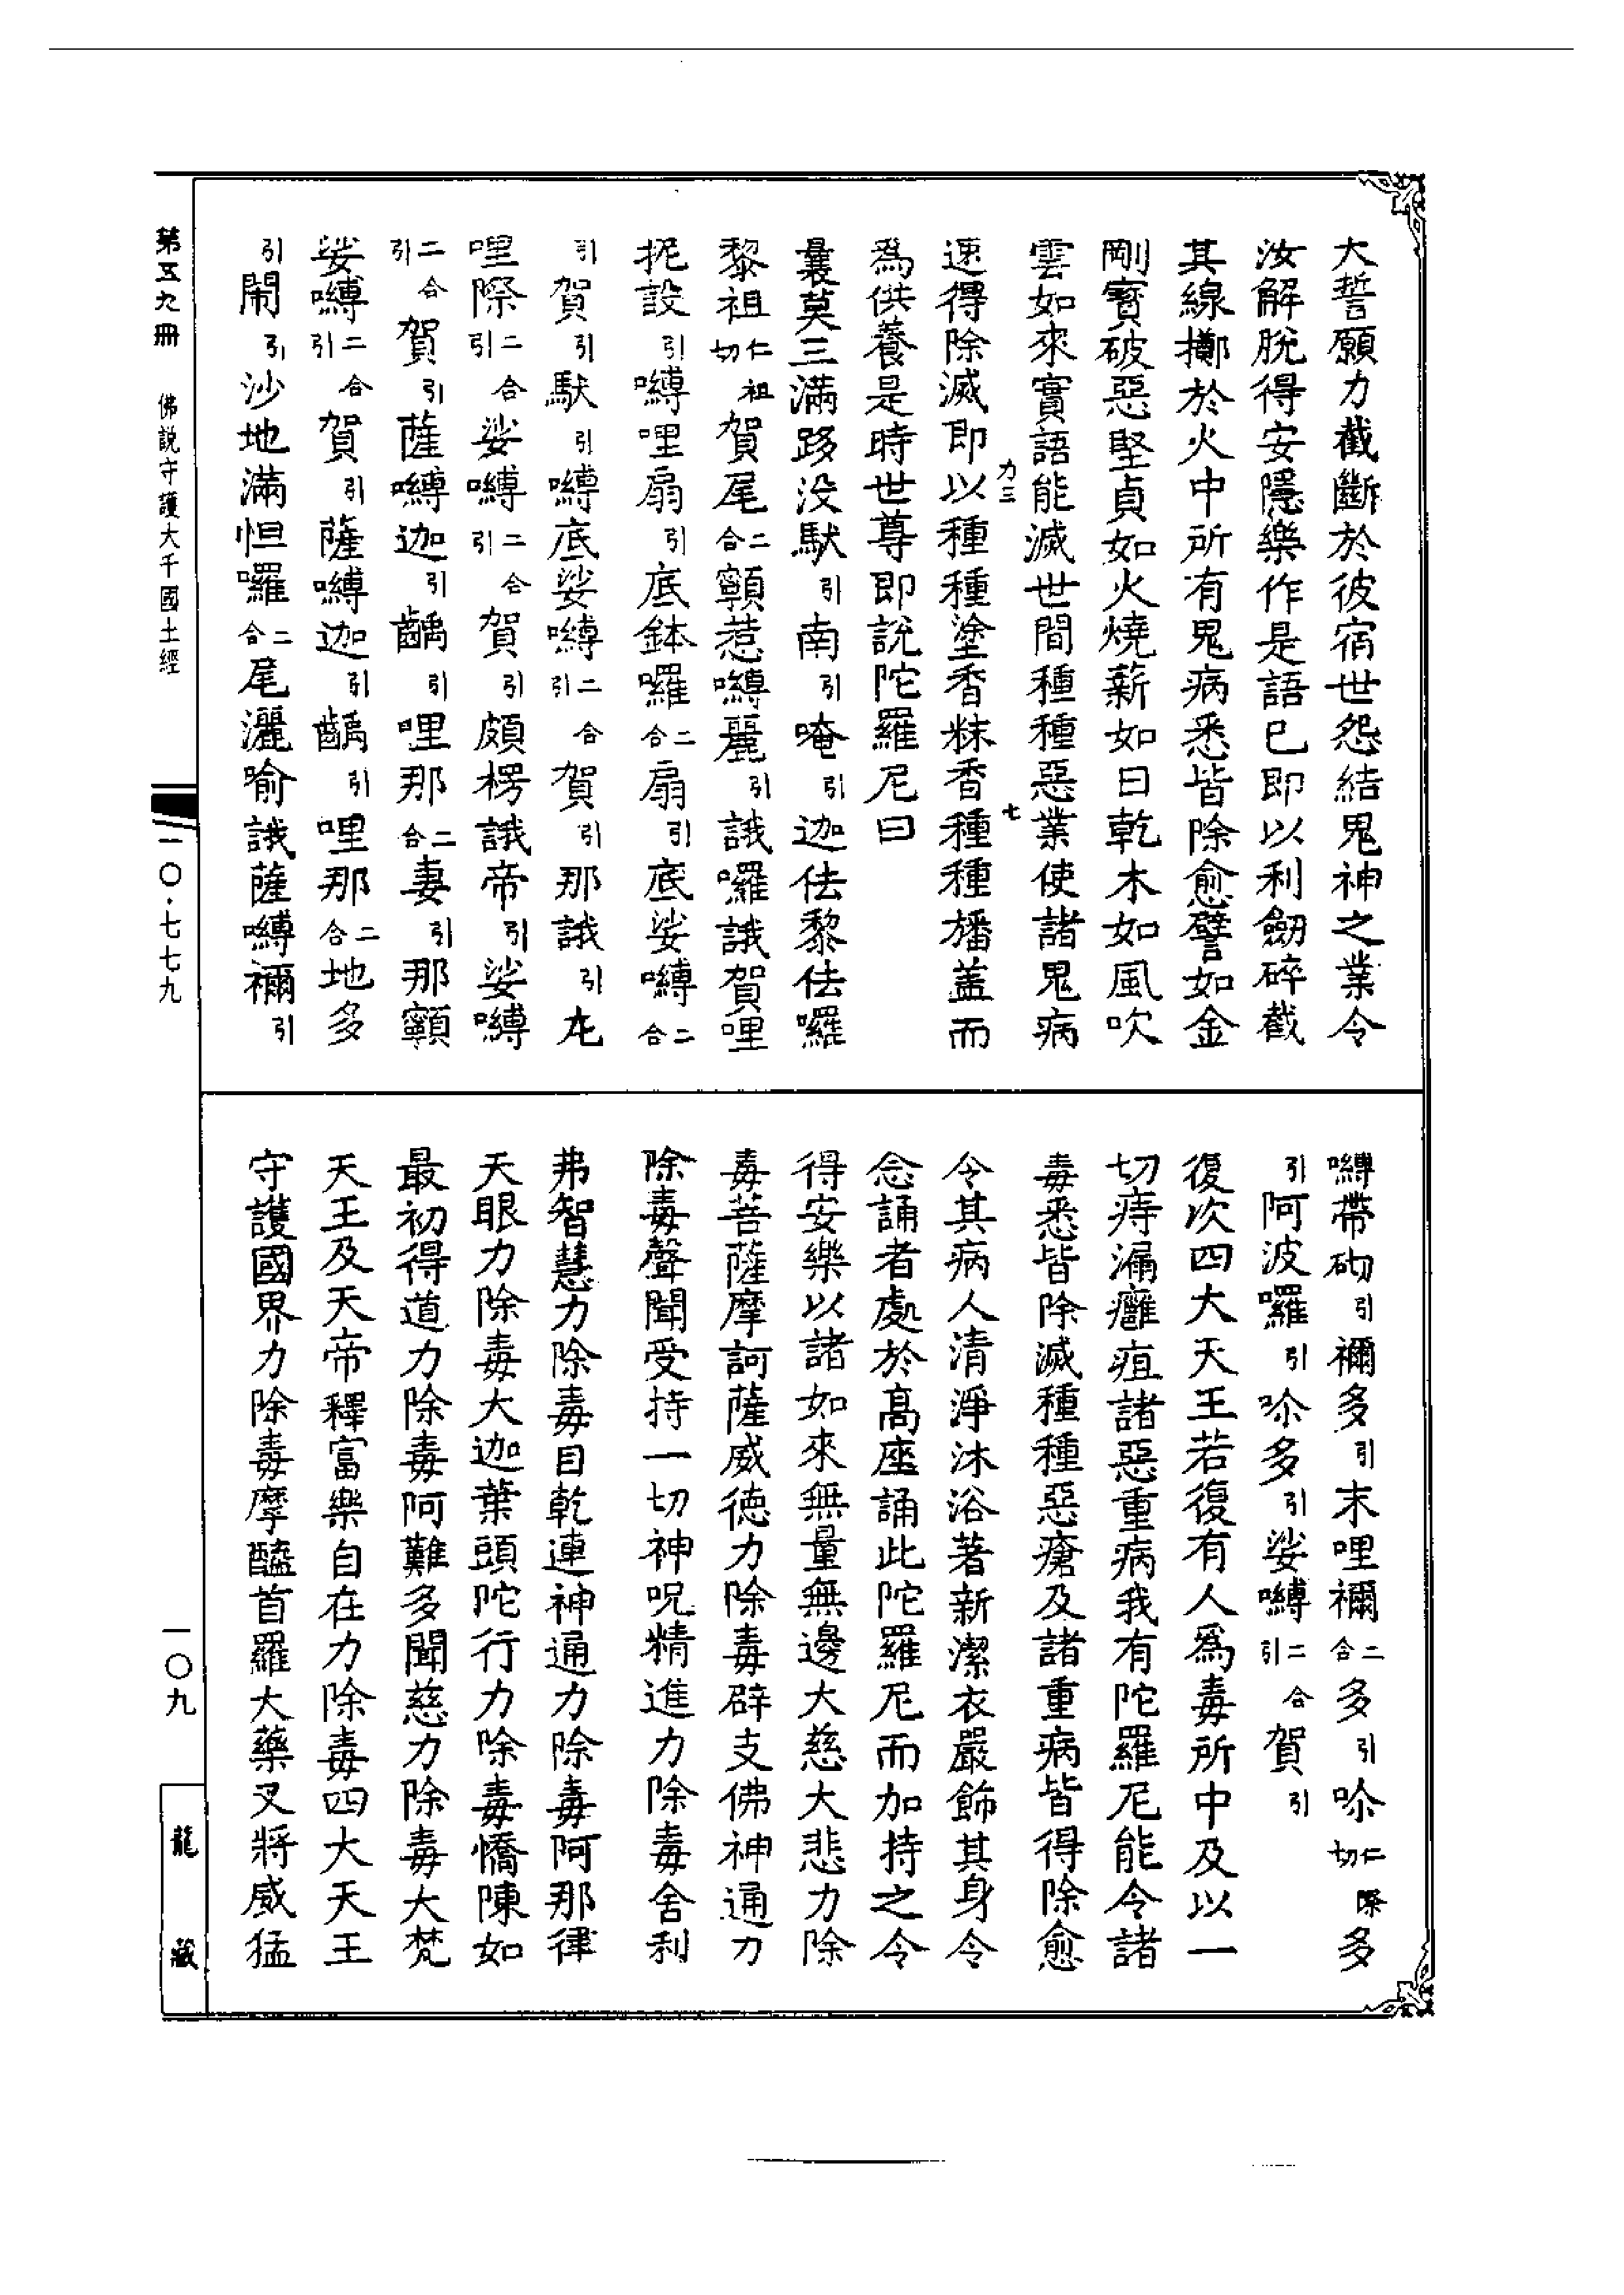 大誓願力截斷於彼宿世怨結鬼神之業令
汝解脫得安隱樂作是語已即以利劒碎截
其線擲於火中所有鬼病悉皆除愈譬如金
剛寳破惡堅貞如火燒薪如日乾木如風吹
雲如來實語能滅世間種種惡業使諸鬼病
力三
七
速得除滅即以種種塗香粖香種種旛盖而
為供養是時世尊即說陀羅尼曰
曩莫三滿跢没馱引南引唵引迦佉黎佉囉
黎祖仁祖切賀尾二合顐惹嚩麗引誐囉誐賀哩
抳設引嚩哩扇引底鉢囉二合扇引底娑嚩二合
引賀引馱引嚩底娑嚩二合引賀引那誐引尨
哩際二合引娑嚩二合引賀引頗楞誐帝引娑嚩
二合引賀引薩嚩迦引齲引哩那二合妻引那顐
娑嚩二合引賀引薩嚩迦引齲引哩那二合地多
引閙引沙地滿怛囉二合尾灑喻誐薩嚩禰引
嚩帶砌引禰多引末哩禰二合多引哳仁際切多
引阿波囉引哳多引娑嚩二合引賀引
復次四大天王若復有人爲毒所中及以一
切痔漏癰疽諸惡重病我有陀羅尼能令諸
毒悉皆除滅種種惡瘡及諸重病皆得除愈
令其病人清淨沐浴著新潔衣嚴飾其身令
念誦者處於髙座誦此陀羅尼而加持之令
得安樂以諸如來無量無邊大慈大悲力除
毒菩薩摩訶薩威德力除毒辟支佛神通力
除毒聲聞受持一切神呪精進力除毒舍利
弗智慧力除毒目乾連神通力除毒阿那律
天眼力除毒大迦葉頭陀行力除毒憍陳如
最初得道力除毒阿難多聞慈力除毒大梵
天王及天帝釋富樂自在力除毒四大天王
守護國界力除毒摩醯首羅大藥叉將威猛
第五九冊 佛説守護大千國土經
一〇·七七九
一〇九
龍藏